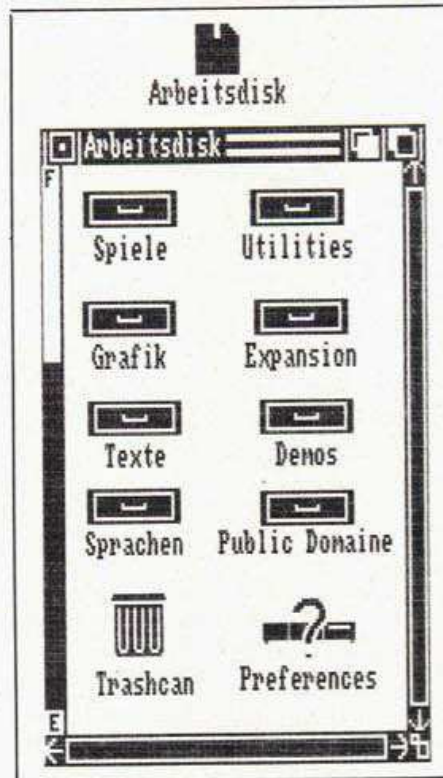 Arbeitsdisk
Arbeitsdisk
F
Spiele Utilities
Grafik Expansion
Texte Demos
Sprachen Public Domaine
Trashcan Preferences
E